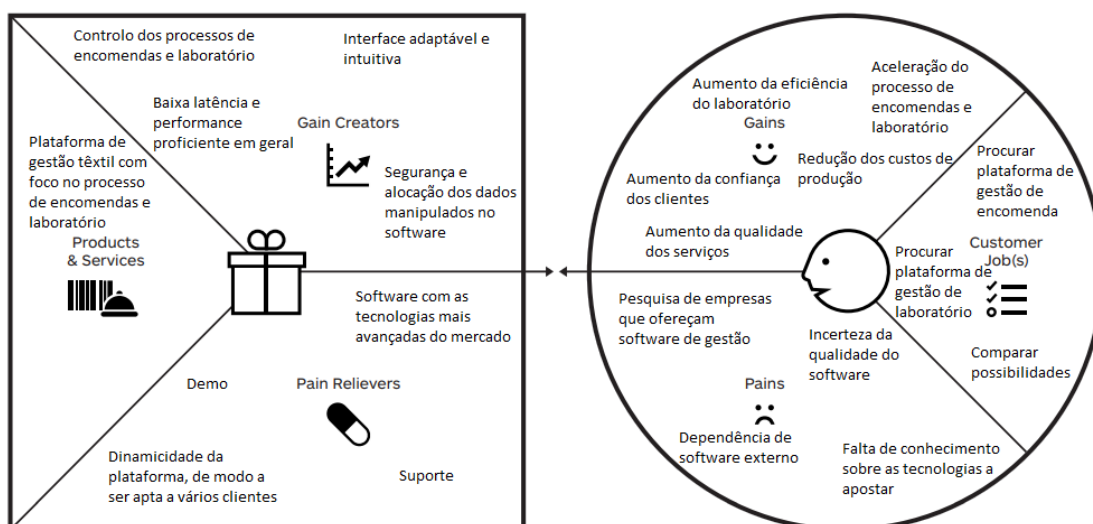 Controlo dos processos de
encomendas e laboratório
Interface adaptável e
intuitiva
Baixa latência e
performance
proficiente em geral
Gain Creators
Plataforma de
gestão têxtil com
foco no processo
de encomendas e
laboratório
Products
& Services
Segurança e
alocação dos dados
manipulados no
software
Software com as
tecnologias mais
avançadas do mercado
Demo
Pain Relievers
Dinamicidade da
plataforma, de modo a
ser apta a vários clientes
Suporte
Aumento da eficiência
do laboratório
Gains
Aceleração do
processo de
encomendas e
laboratório
Redução dos custos de
produção
Aumento da confiança
dos clientes
Aumento da qualidade
dos serviços
Procurar
plataforma de
gestão de
encomenda
Customer
Job(s)
Procurar
plataforma de
gestão de
laboratório
Comparar
possibilidades
Pesquisa de empresas
que ofereçam
software de gestão
Incerteza da
qualidade do
software
Pains
Dependência de
software externo
Falta de conhecimento
sobre as tecnologias a
apostar